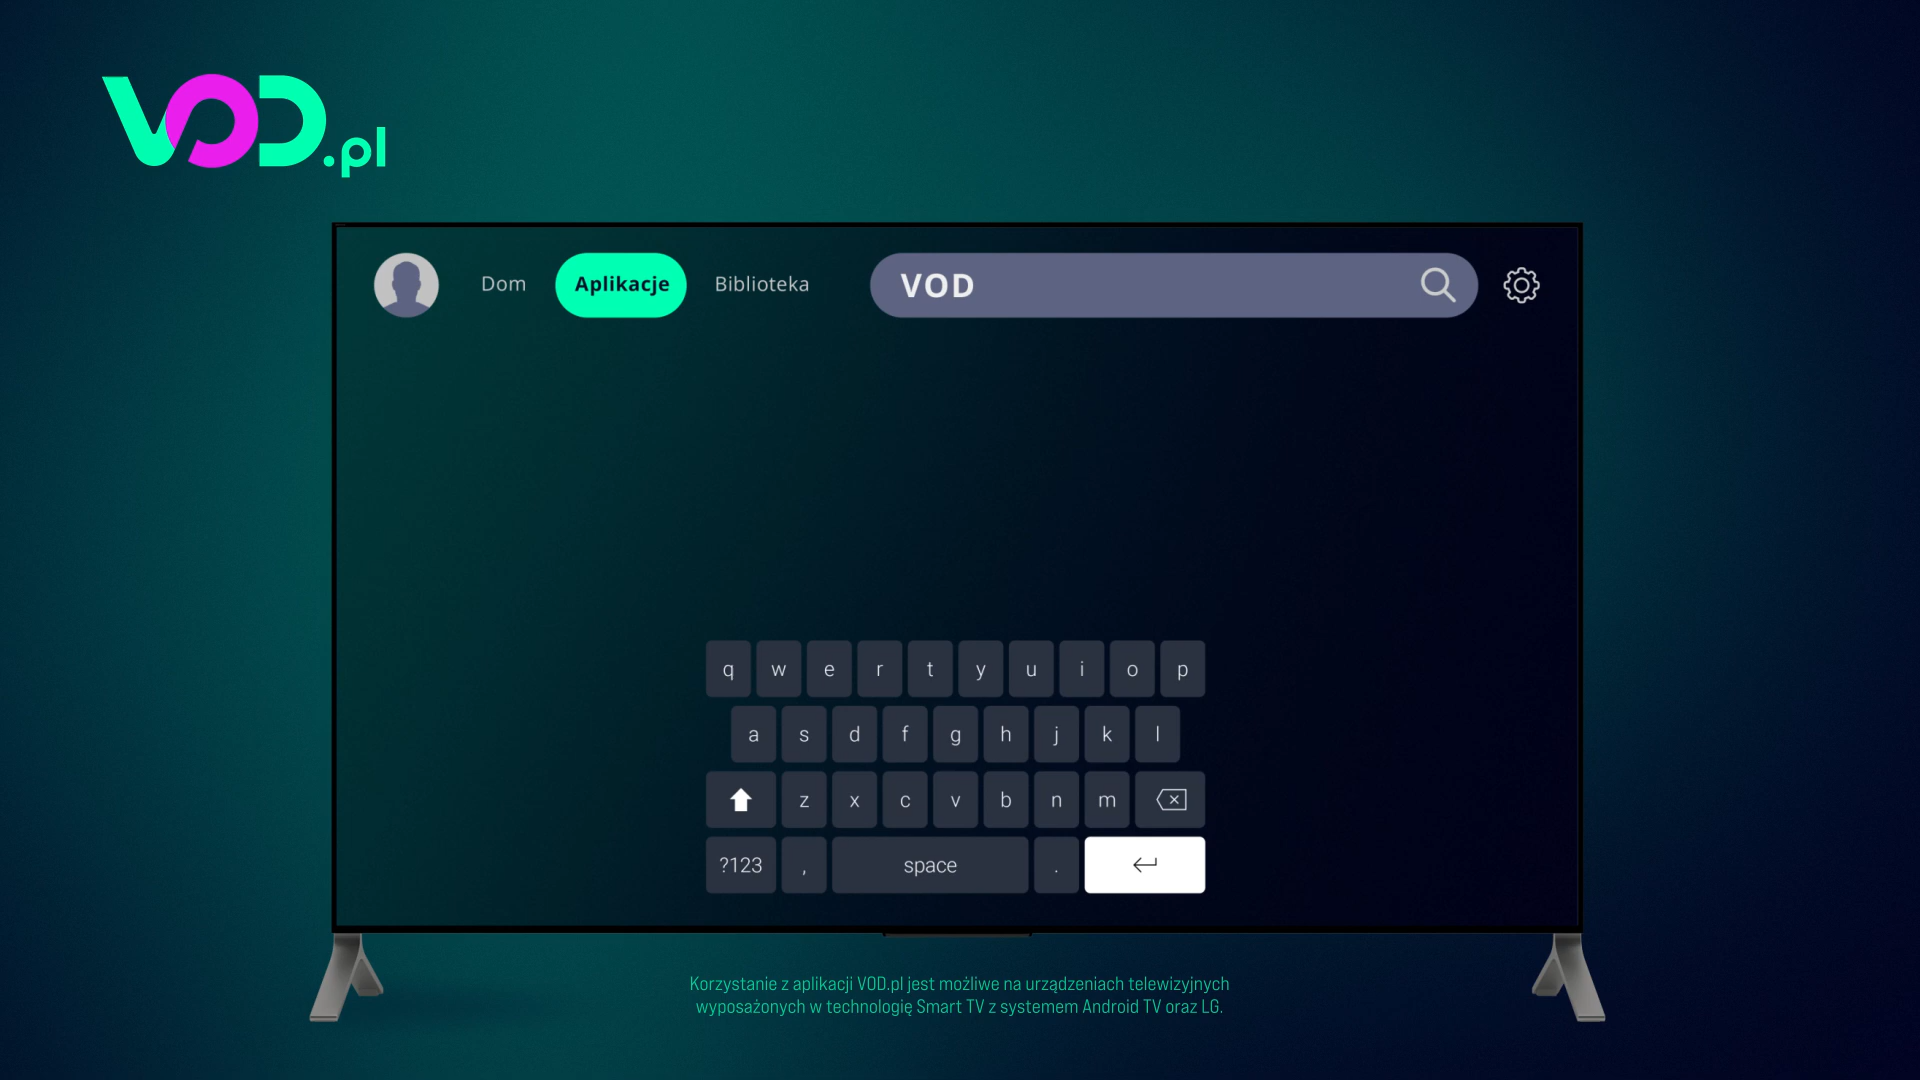 VOD.pl
Dom
Aplikacje
Biblioteka
VOD
q w e r t y u i o p
a s d f g h j k l
z x c v b n m
?123 , space .
Korzystanie z aplikacji VOD.pl jest możliwe na urządzeniach telewizyjnych
wyposażonych w technologię Smart TV z systemem Android TV oraz LG.